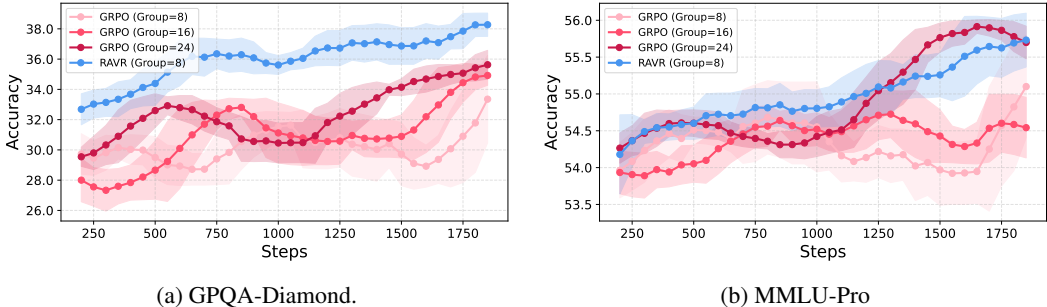 GRPO (Group=8)
GRPO (Group=16)
GRPO (Group=24)
RAVR (Group=8)
38.0
36.0
34.0
32.0
30.0
28.0
26.0
Accuracy
250
500
750
1000
1250
1500
1750
Steps
(a) GPQA-Diamond.
GRPO (Group=8)
GRPO (Group=16)
GRPO (Group=24)
RAVR (Group=8)
56.0
55.5
55.0
54.5
54.0
53.5
Accuracy
250
500
750
1000
1250
1500
1750
Steps
(b) MMLU-Pro